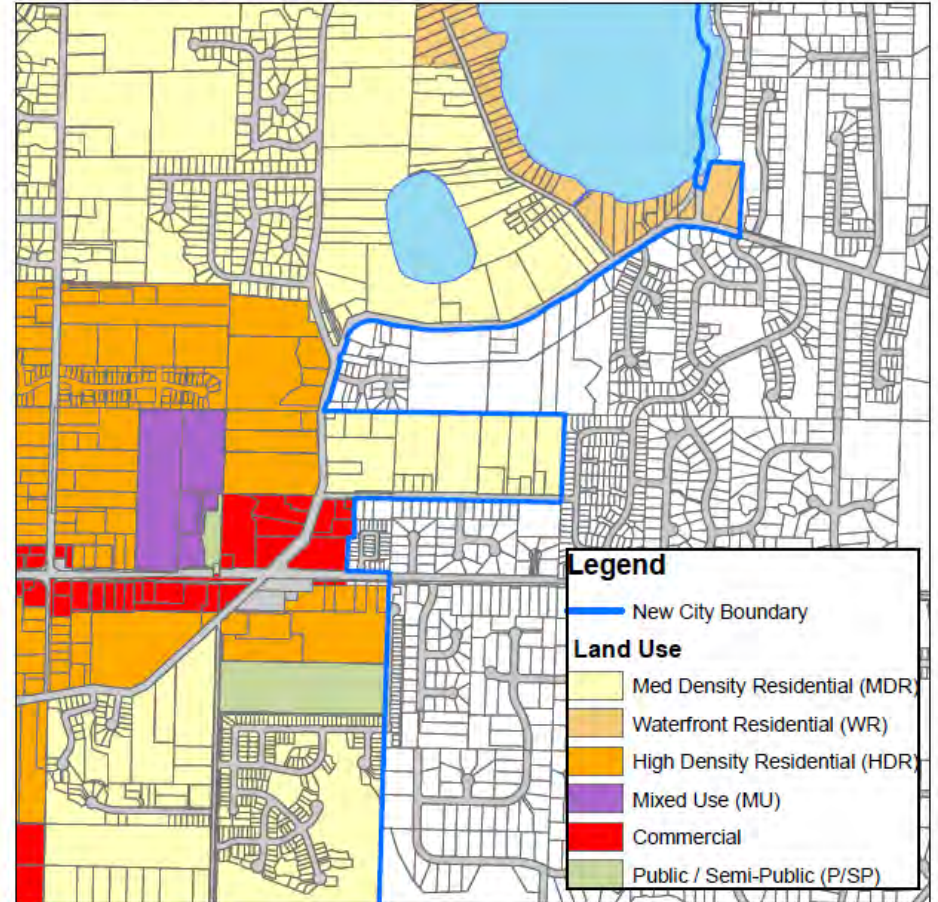 Legend
New City Boundary
Land Use
Med Density Residential (MDR)
Waterfront Residential (WR)
High Density Residential (HDR)
Mixed Use (MU)
Commercial
Public / Semi-Public (P/SP)